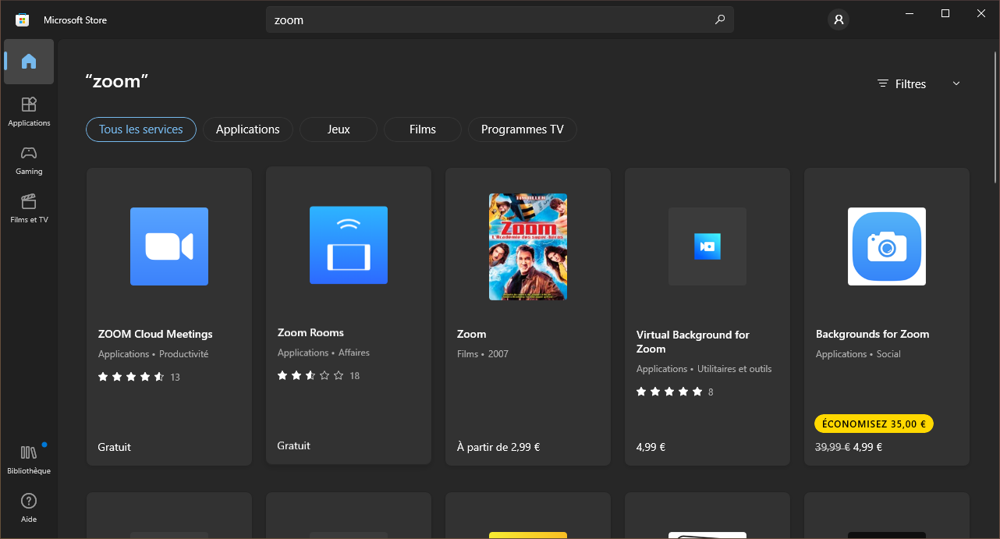 Microsoft Store
zoom
“zoom”
Filtres
Tous les services
Applications
Jeux
Films
Programmes TV
Applications
Gaming
Films et TV
Bibliothèque
Aide
ZOOM Cloud Meetings
Applications • Productivité
13
Gratuit
Zoom Rooms
Applications • Affaires
18
Gratuit
Zoom
L'Académie des super-héros
Zoom
Films • 2007
À partir de 2,99 €
Virtual Background for
Zoom
Applications • Utilitaires et outils
8
4,99 €
Backgrounds for Zoom
Applications • Social
ÉCONOMISEZ 35,00 €
39,99 € 4,99 €